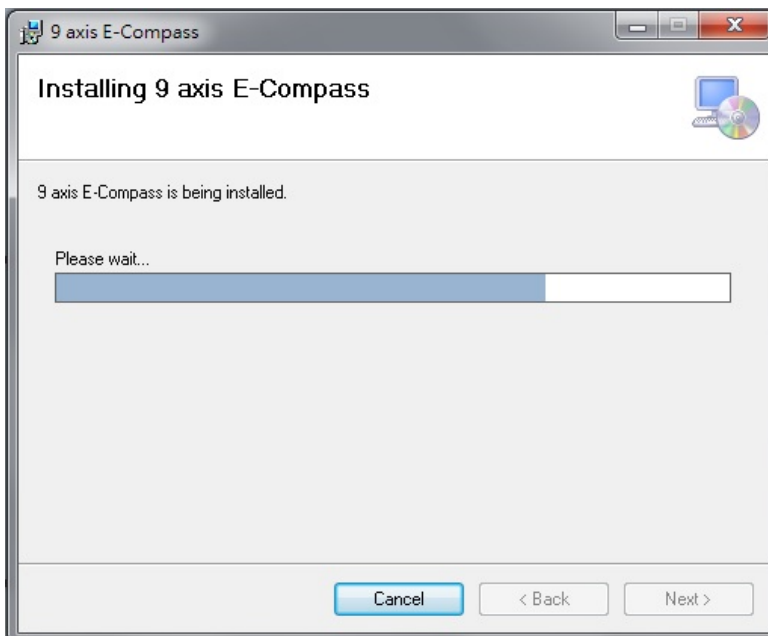 9 axis E-Compass
Installing 9 axis E-Compass
9 axis E-Compass is being installed.
Please wait...
Cancel
< Back
Next >